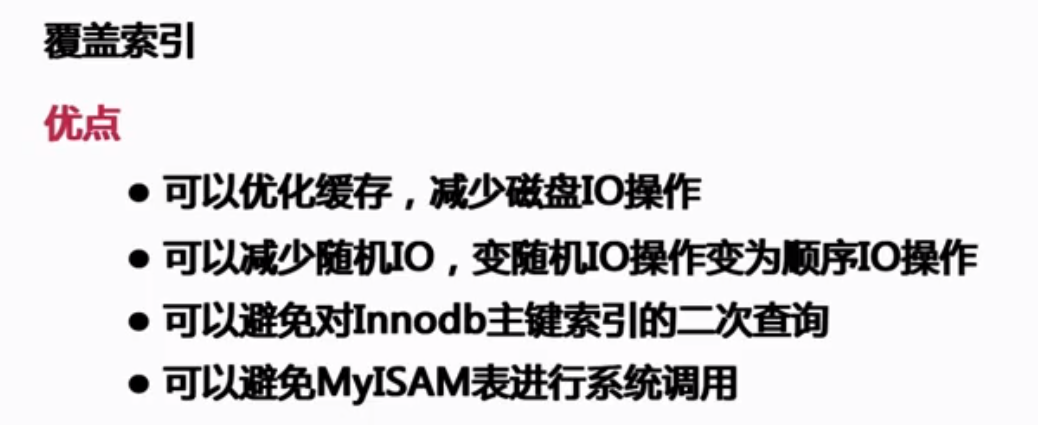 覆盖索引
优点
● 可以优化缓存，减少磁盘IO操作
● 可以减少随机IO，变随机IO操作变为顺序IO操作
● 可以避免对Innodb主键索引的二次查询
● 可以避免MyISAM表进行系统调用